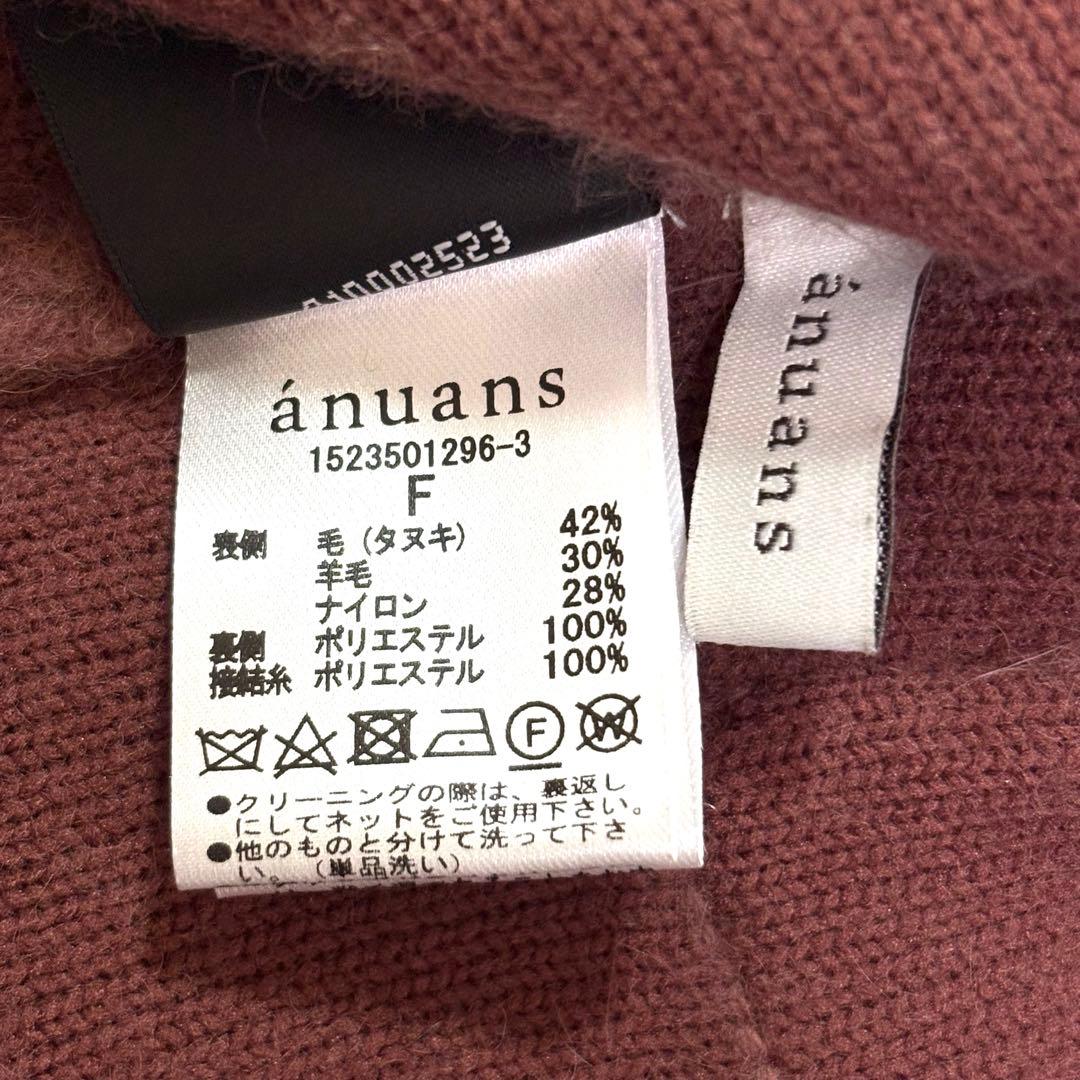 10002523
ánuans
1523501296-3
F
表側 毛（タヌキ） 42%
羊毛 30%
ナイロン 28%
裏側 ポリエステル 100%
接結糸 ポリエステル 100%
F
W
●クリーニングの際は、裏返し
にしてネットをご使用下さい。
●他のものと分けて洗って下さ
い。（単品洗い）
ánuans